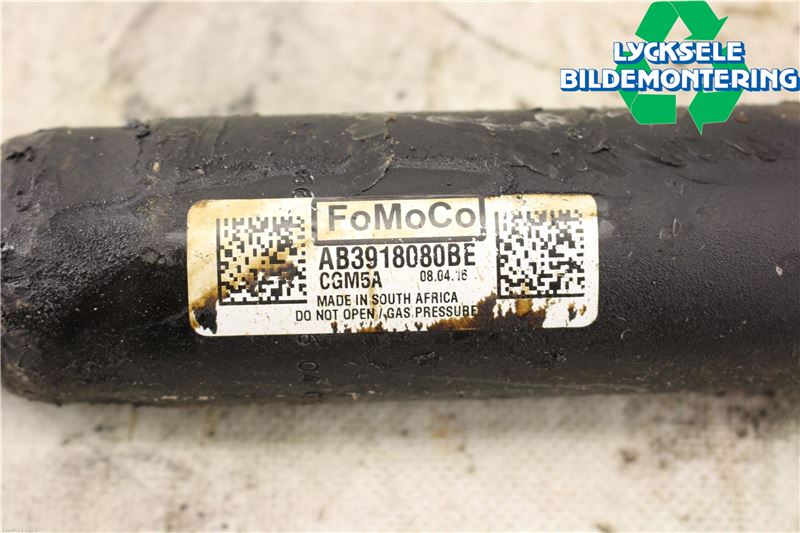 LYCKSELE
BILDEMONTERING
FoMoCo
AB3918080BE
CGM5A 08.04.16
MADE IN SOUTH AFRICA
DO NOT OPEN / GAS PRESSURE